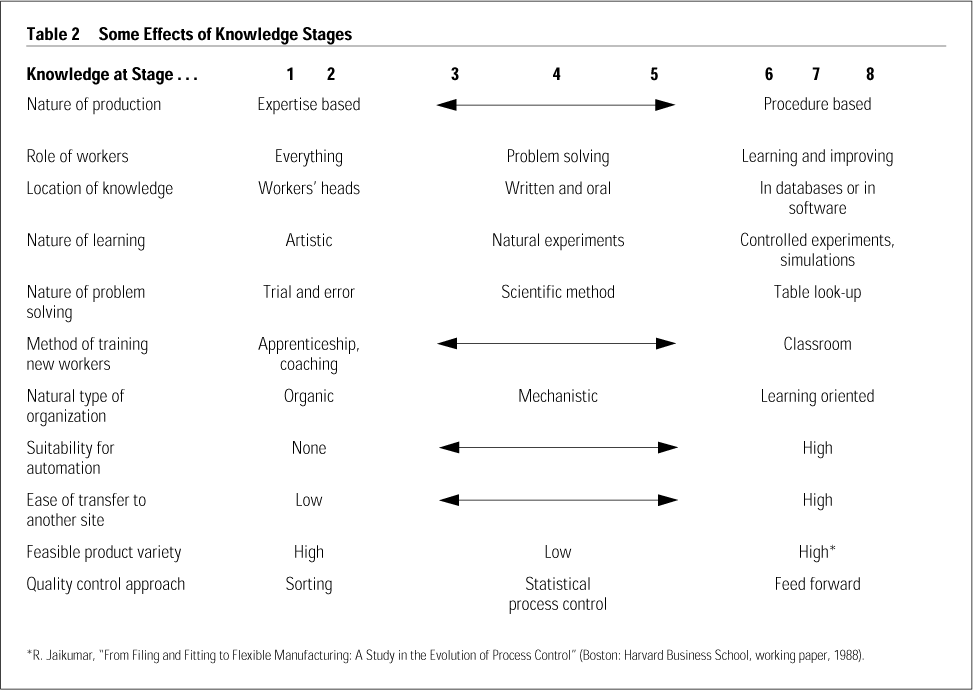 Table 2 Some Effects of Knowledge Stages
Knowledge at Stage . . . 1 2 3 4 5 6 7 8
Nature of production Expertise based Procedure based
Role of workers Everything Problem solving Learning and improving
Location of knowledge Workers’ heads Written and oral In databases or in
software
Nature of learning Artistic Natural experiments Controlled experiments,
simulations
Nature of problem Trial and error Scientific method Table look-up
solving
Method of training Apprenticeship, Classroom
new workers coaching
Natural type of Organic Mechanistic Learning oriented
organization
Suitability for None High
automation
Ease of transfer to Low High
another site
Feasible product variety High Low High*
Quality control approach Sorting Statistical Feed forward
process control
*R. Jaikumar, “From Filing and Fitting to Flexible Manufacturing: A Study in the Evolution of Process Control” (Boston: Harvard Business School, working paper, 1988).